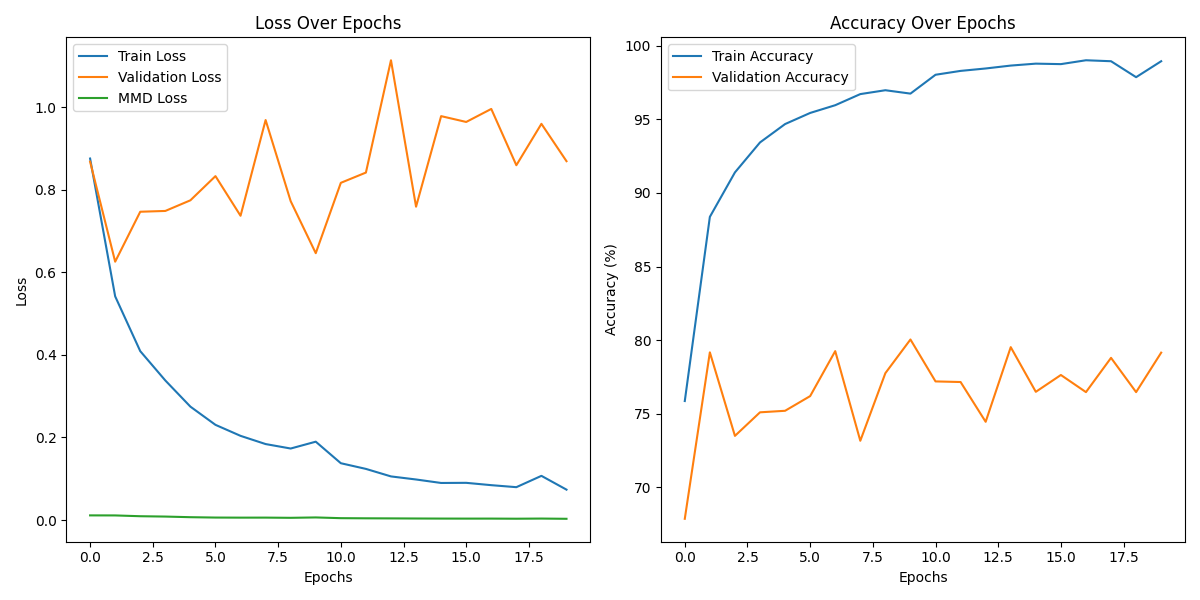 Loss Over Epochs
Train Loss
Validation Loss
MMD Loss
Loss
1.0
0.8
0.6
0.4
0.2
0.0
0.0 2.5 5.0 7.5 10.0 12.5 15.0 17.5
Epochs
Accuracy Over Epochs
Train Accuracy
Validation Accuracy
Accuracy (%)
100
95
90
85
80
75
70
0.0 2.5 5.0 7.5 10.0 12.5 15.0 17.5
Epochs